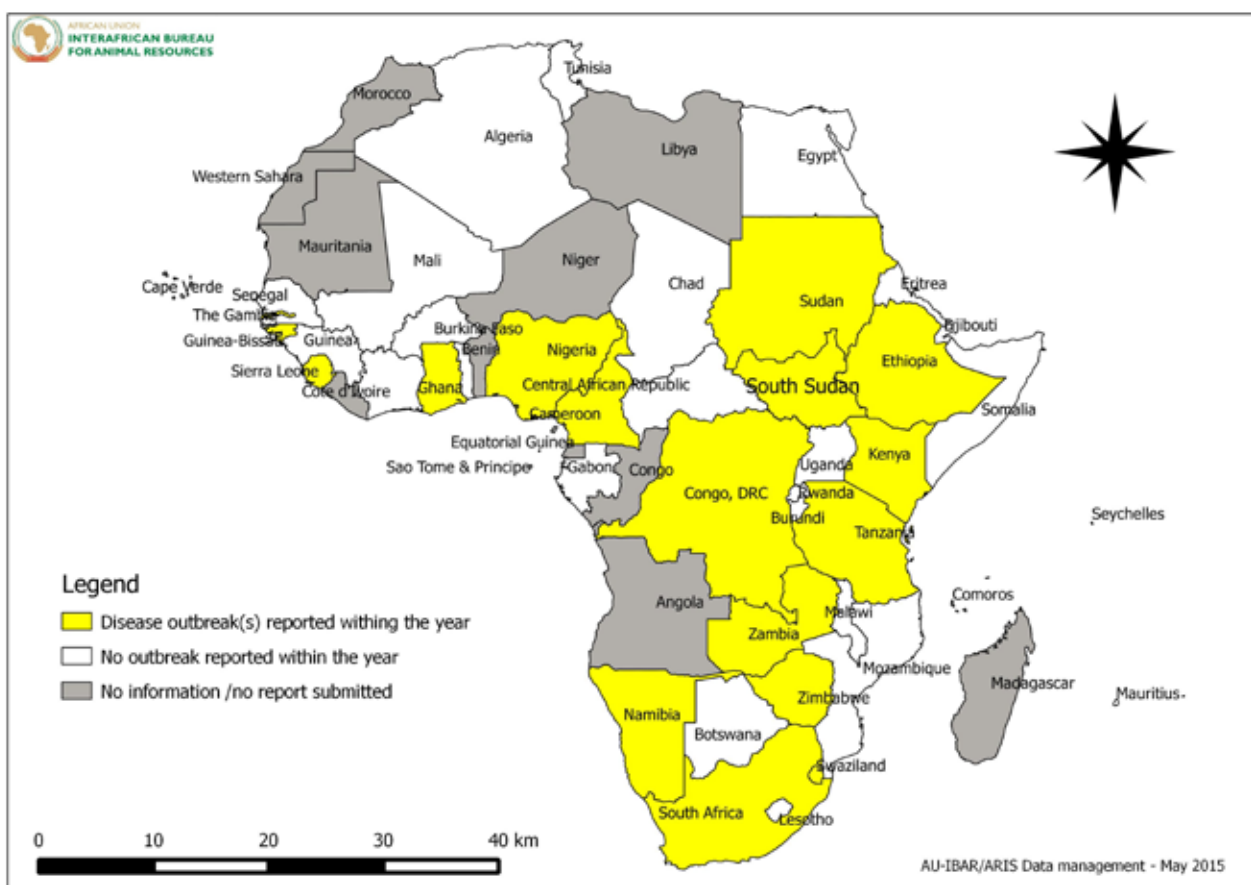 AFRICAN UNION
INTERAFRICAN BUREAU
FOR ANIMAL RESOURCES
Tunisia
Morocco
Algeria
Libya
Egypt
Western Sahara
Mauritania
Mali
Niger
Chad
Sudan
Eritrea
Cape Verde
Senegal
The Gambia
Guinea-Bissau
Guinea
Burkina Faso
Benin
Nigeria
Djibouti
Ethiopia
Sierra Leone
Cote d'Ivoire
Ghana
Central African Republic
South Sudan
Somalia
Cameroon
Equatorial Guinea
Sao Tome & Principe
Gabon
Congo
Congo, DRC
Uganda
Kenya
Rwanda
Burundi
Tanzania
Seychelles
Comoros
Angola
Malawi
Zambia
Mozambique
Madagascar
Mauritius
Zimbabwe
Namibia
Botswana
Swaziland
South Africa
Lesotho
Legend
Disease outbreak(s) reported withing the year
No outbreak reported within the year
No information /no report submitted
0 10 20 30 40 km
AU-IBAR/ARIS Data management - May 2015